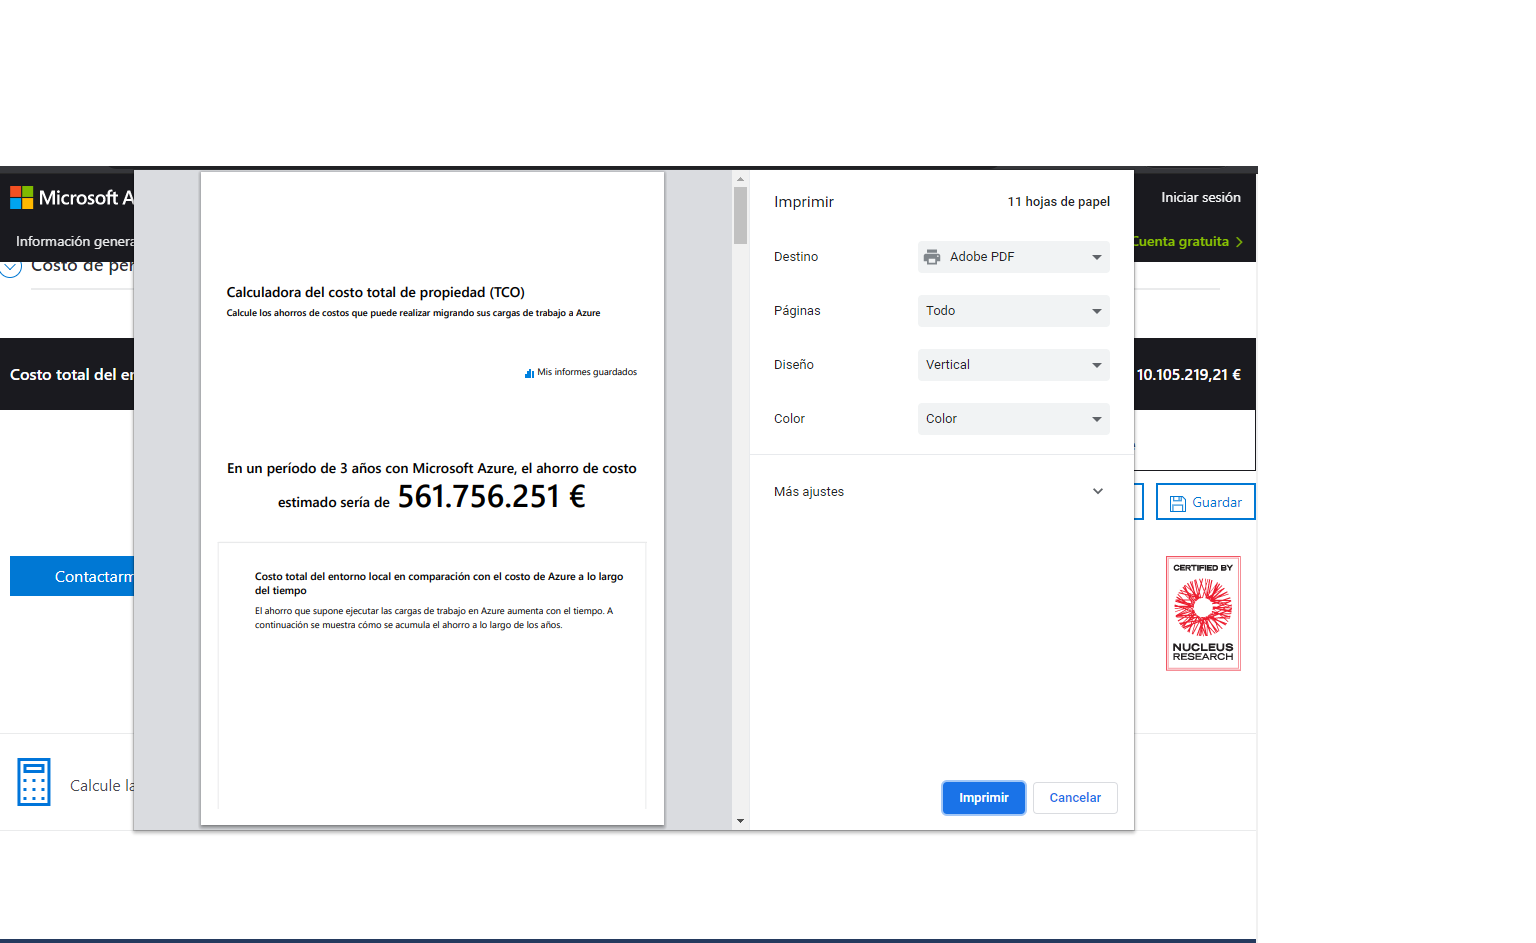 Microsoft A
Iniciar sesión
Información genera
Cuenta gratuita
Costo de per
Costo total del en
10.105.219,21 €
Guardar
Contactarm
CERTIFIED BY
NUCLEUS
RESEARCH
Calcule la
Calculadora del costo total de propiedad (TCO)
Calcule los ahorros de costos que puede realizar migrando sus cargas de trabajo a Azure
Mis informes guardados
En un período de 3 años con Microsoft Azure, el ahorro de costo
estimado sería de 561.756.251 €
Costo total del entorno local en comparación con el costo de Azure a lo largo
del tiempo
El ahorro que supone ejecutar las cargas de trabajo en Azure aumenta con el tiempo. A
continuación se muestra cómo se acumula el ahorro a lo largo de los años.
Imprimir
11 hojas de papel
Destino
Adobe PDF
Páginas
Todo
Diseño
Vertical
Color
Color
Más ajustes
Imprimir
Cancelar